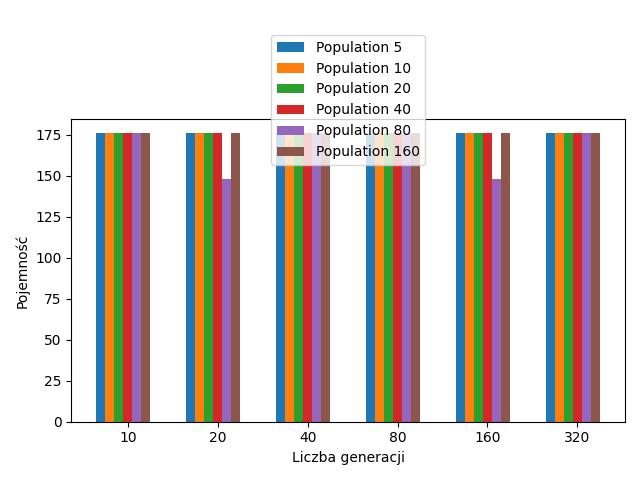 Population 5
Population 10
Population 20
Population 40
Population 80
Population 160
175
150
125
100
75
50
25
0
Pojemność
10 20 40 80 160 320
Liczba generacji